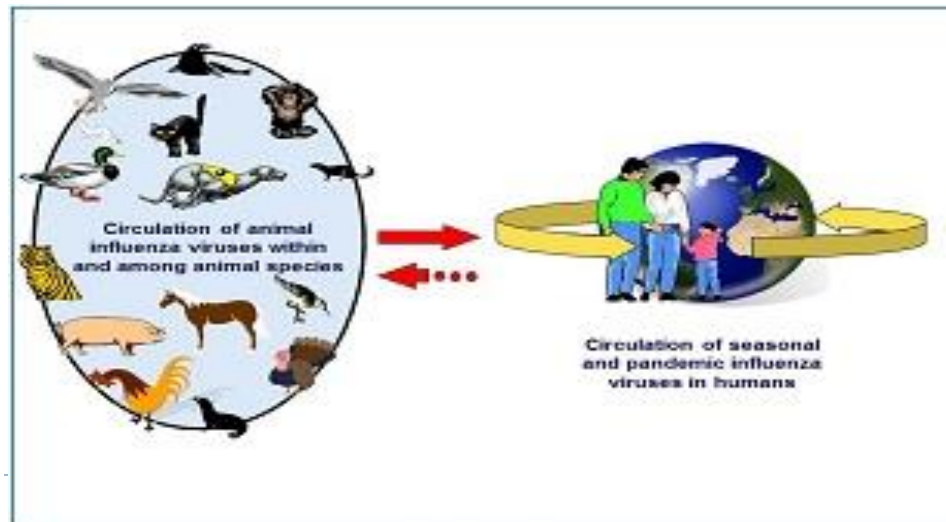 Circulation of animal
influenza viruses within
and among animal species
Circulation of seasonal
and pandemic influenza
viruses in humans